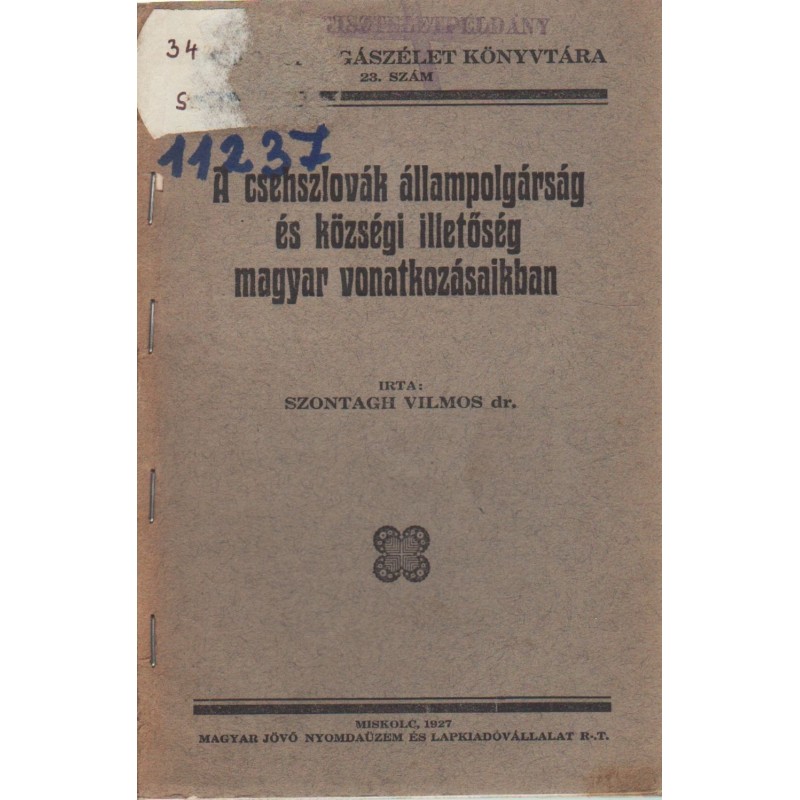 TISZTELETPÉLDÁNY
34
GÁSZÉLET KÖNYVTÁRA
23. SZÁM
S
11237
A csehszlovák állampolgárság
és községi illetőség
magyar vonatkozásaikban
IRTA:
SZONTAGH VILMOS dr.
MISKOLC, 1927
MAGYAR JÖVŐ NYOMDAÜZEM ÉS LAPKIADÓVÁLLALAT R-.T.